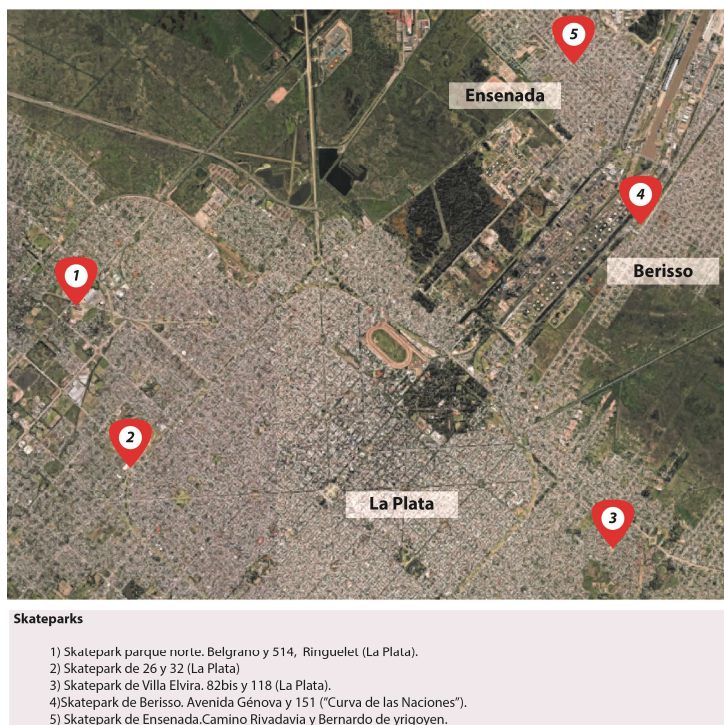 5
Ensenada
4
Berisso
1
2
La Plata
3
Skateparks
1) Skatepark parque norte. Belgrano y 514, Ringuelet (La Plata).
2) Skatepark de 26 y 32 (La Plata)
3) Skatepark de Villa Elvira. 82bis y 118 (La Plata).
4)Skatepark de Berisso. Avenida Génova y 151 ("Curva de las Naciones").
5) Skatepark de Ensenada.Camino Rivadavia y Bernardo de yrigoyen.